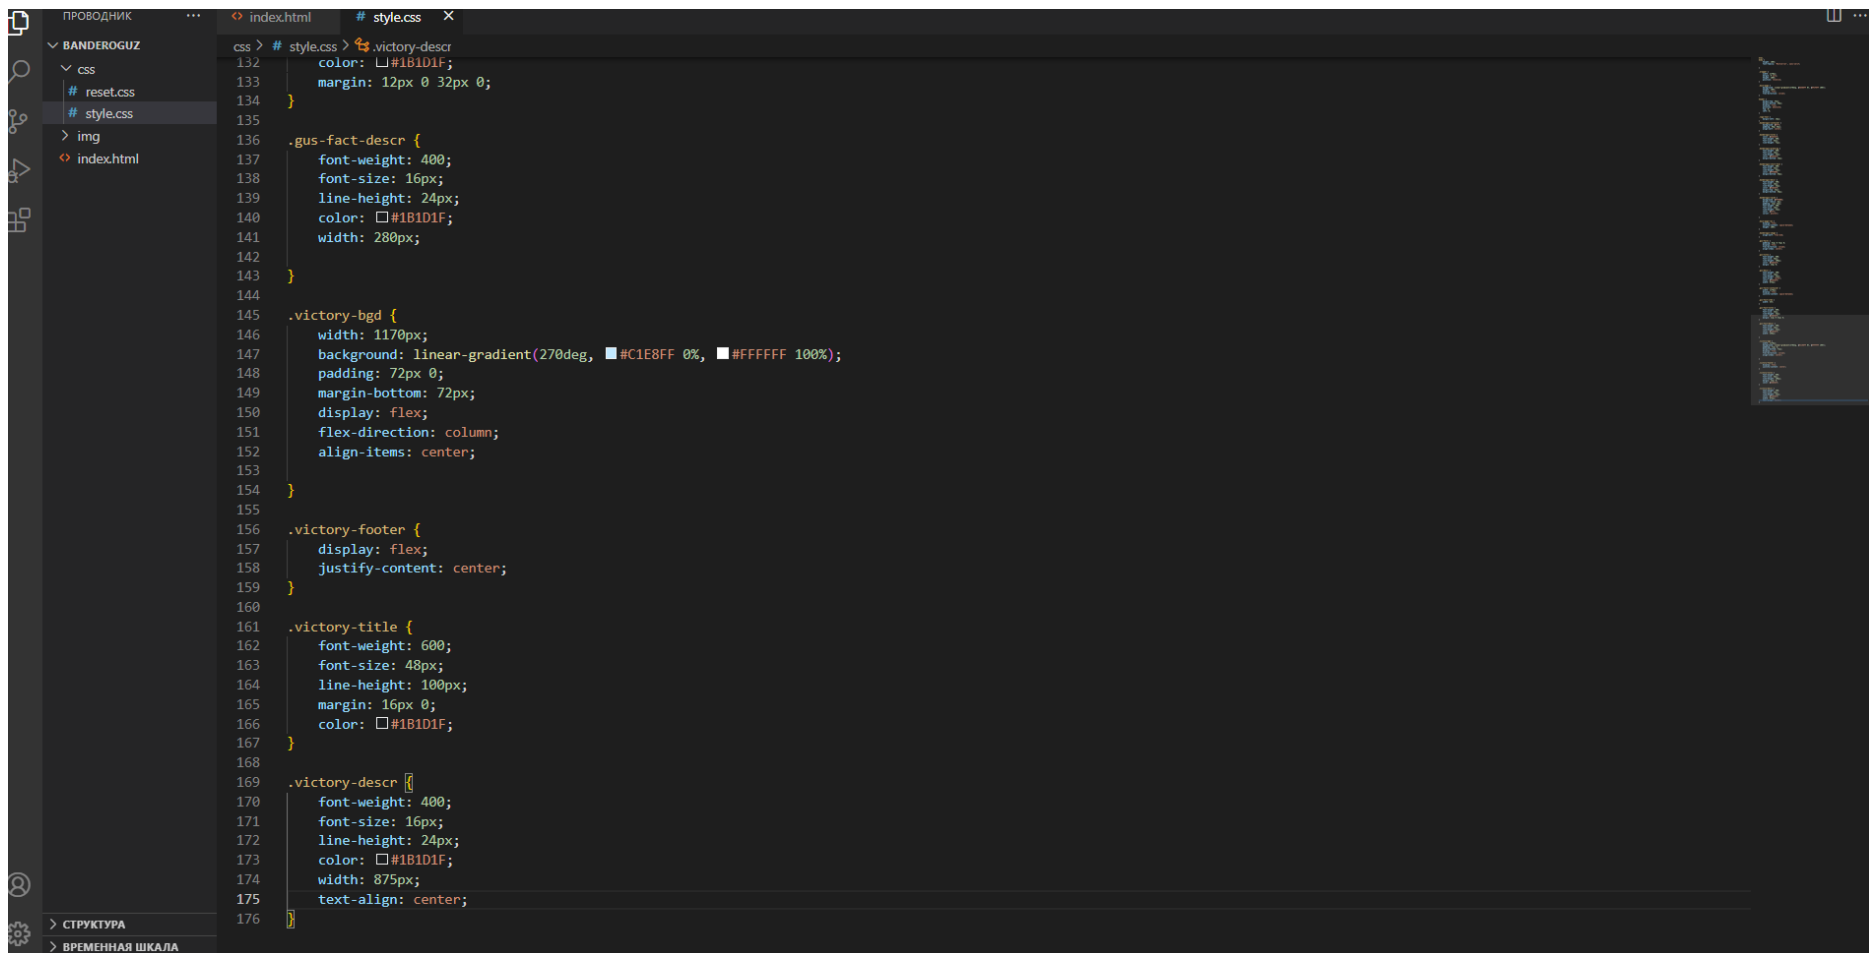 ПРОВОДНИК ···
index.html
# style.css ×
BANDEROGUZ
css
# reset.css
# style.css
img
index.html
СТРУКТУРА
ВРЕМЕННАЯ ШКАЛА
css > # style.css > .victory-descr
132 color: #1B1D1F;
133 margin: 12px 0 32px 0;
134 }
135
136 .gus-fact-descr {
137 font-weight: 400;
138 font-size: 16px;
139 line-height: 24px;
140 color: #1B1D1F;
141 width: 280px;
142
143 }
144
145 .victory-bgd {
146 width: 1170px;
147 background: linear-gradient(270deg, #C1E8FF 0%, #FFFFFF 100%);
148 padding: 72px 0;
149 margin-bottom: 72px;
150 display: flex;
151 flex-direction: column;
152 align-items: center;
153
154 }
155
156 .victory-footer {
157 display: flex;
158 justify-content: center;
159 }
160
161 .victory-title {
162 font-weight: 600;
163 font-size: 48px;
164 line-height: 100px;
165 margin: 16px 0;
166 color: #1B1D1F;
167 }
168
169 .victory-descr {
170 font-weight: 400;
171 font-size: 16px;
172 line-height: 24px;
173 color: #1B1D1F;
174 width: 875px;
175 text-align: center;
176 }